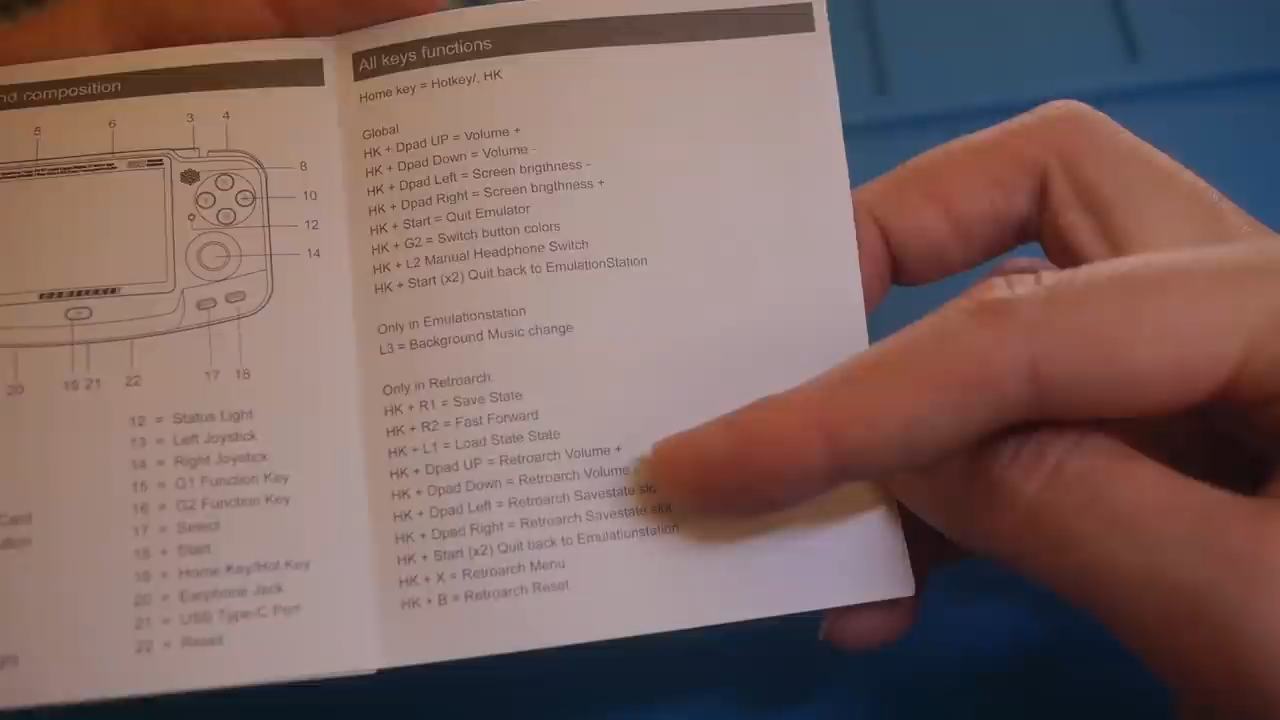 nd composition
5
6
3
4
8
10
12
14
20
19
21
22
17
18
12 = Status Light
13 = Left Joystick
14 = Right Joystick
15 = G1 Function Key
16 = G2 Function Key
17 = Select
18 = Start
19 = Home Key/Hot Key
20 = Earphone Jack
21 = USB Type-C Port
22 = Reset
Card
All keys functions
Home key = Hotkey/, HK
Global
HK + Dpad UP = Volume +
HK + Dpad Down = Volume -
HK + Dpad Left = Screen brigthness -
HK + Dpad Right = Screen brigthness +
HK + Start = Quit Emulator
HK + G2 = Switch button colors
HK + L2 Manual Headphone Switch
HK + Start (x2) Quit back to EmulationStation
Only in Emulationstation
L3 = Background Music change
Only in Retroarch
HK + R1 = Save State
HK + R2 = Fast Forward
HK + L1 = Load State State
HK + Dpad UP = Retroarch Volume +
HK + Dpad Down = Retroarch Volume
HK + Dpad Left = Retroarch Savestate slo
HK + Dpad Right = Retroarch Savestate slot
HK + Start (x2) Quit back to Emulationstation
HK + X = Retroarch Menu
HK + B = Retroarch Reset